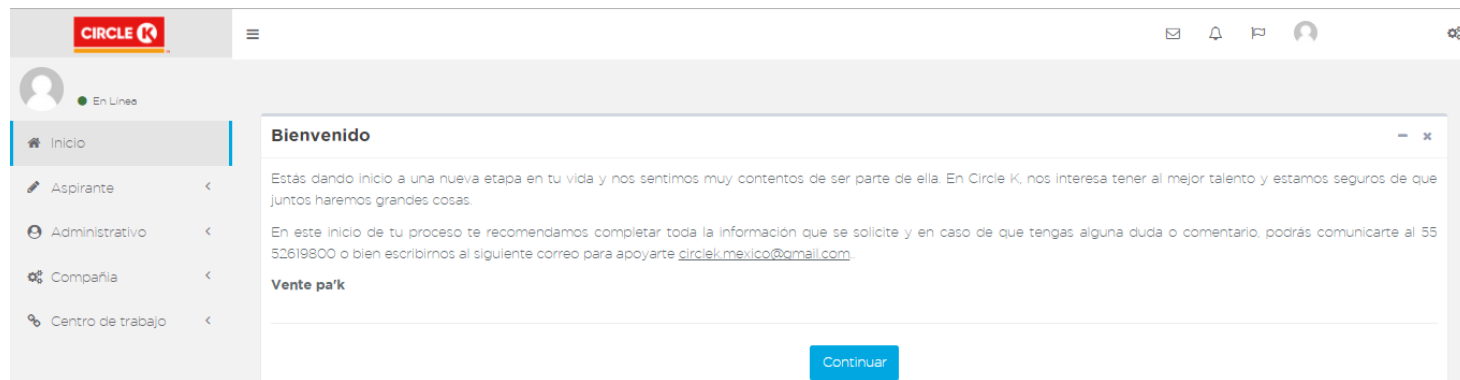 CIRCLE K
En Linea
Inicio
Aspirante
Administrativo
Compañia
Centro de trabajo
Bienvenido
Estás dando inicio a una nueva etapa en tu vida y nos sentimos muy contentos de ser parte de ella. En Circle K, nos interesa tener al mejor talento y estamos seguros de que
juntos haremos grandes cosas.
En este inicio de tu proceso te recomendamos completar toda la información que se solicite y en caso de que tengas alguna duda o comentario, podrás comunicarte al 55
52619800 o bien escribirnos al siguiente correo para apoyarte circlek.mexico@gmail.com.
Vente pa'k
Continuar